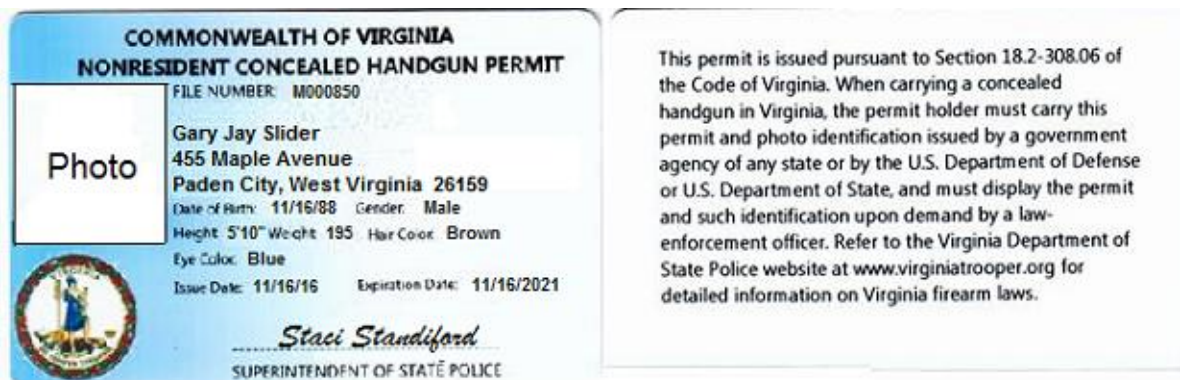 COMMONWEALTH OF VIRGINIA
NONRESIDENT CONCEALED HANDGUN PERMIT
FILE NUMBER: M000850
Gary Jay Slider
455 Maple Avenue
Paden City, West Virginia 26159
Date of Birth: 11/16/88 Gender: Male
Height: 5'10" Weight: 195 Hair Color: Brown
Eye Color: Blue
Issue Date: 11/16/16 Expiration Date: 11/16/2021
Staci Standiford
SUPERINTENDENT OF STATE POLICE
Photo
VIRGINIA
This permit is issued pursuant to Section 18.2-308.06 of
the Code of Virginia. When carrying a concealed
handgun in Virginia, the permit holder must carry this
permit and photo identification issued by a government
agency of any state or by the U.S. Department of Defense
or U.S. Department of State, and must display the permit
and such identification upon demand by a law-
enforcement officer. Refer to the Virginia Department of
State Police website at www.virginiatrooper.org for
detailed information on Virginia firearm laws.